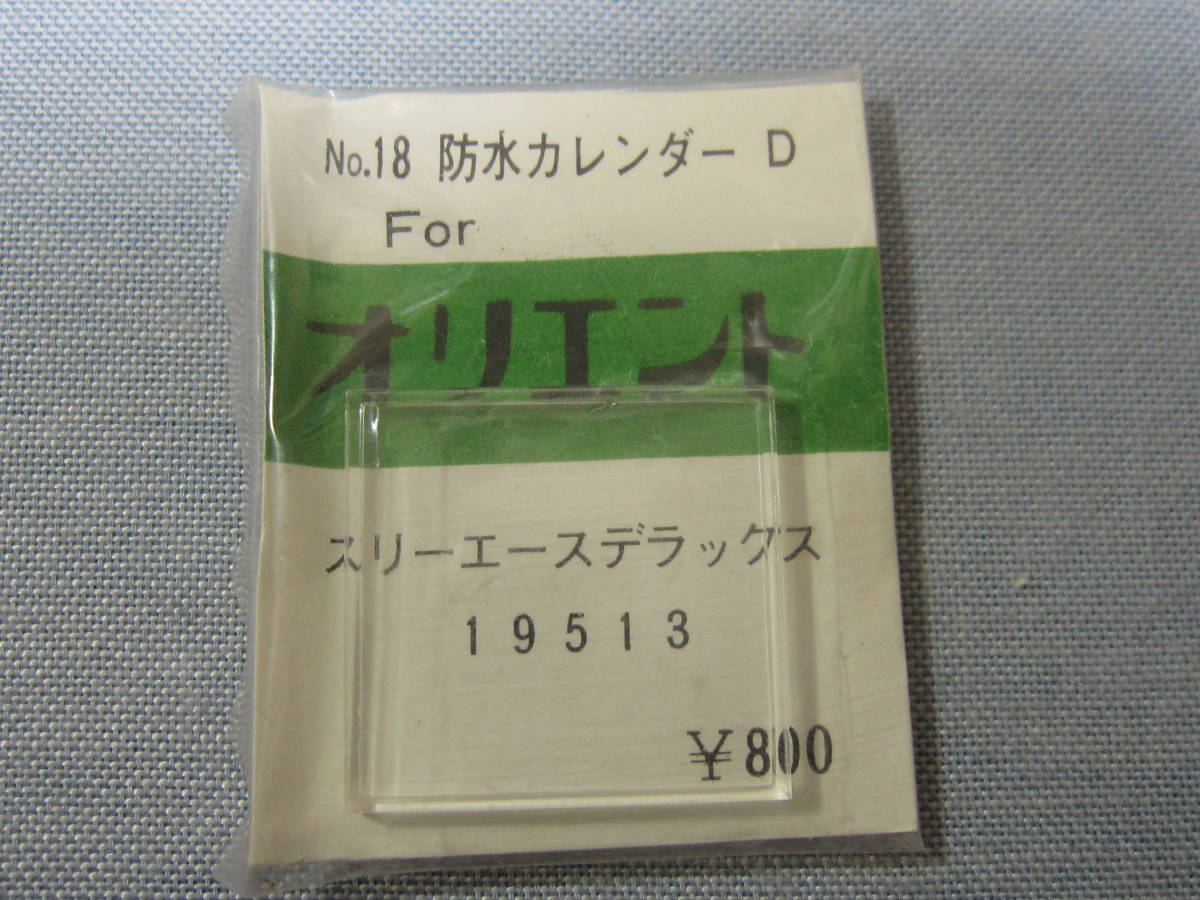 No.18 防水カレンダー D
For
オリエント
スリーエースデラックス
19513
¥800